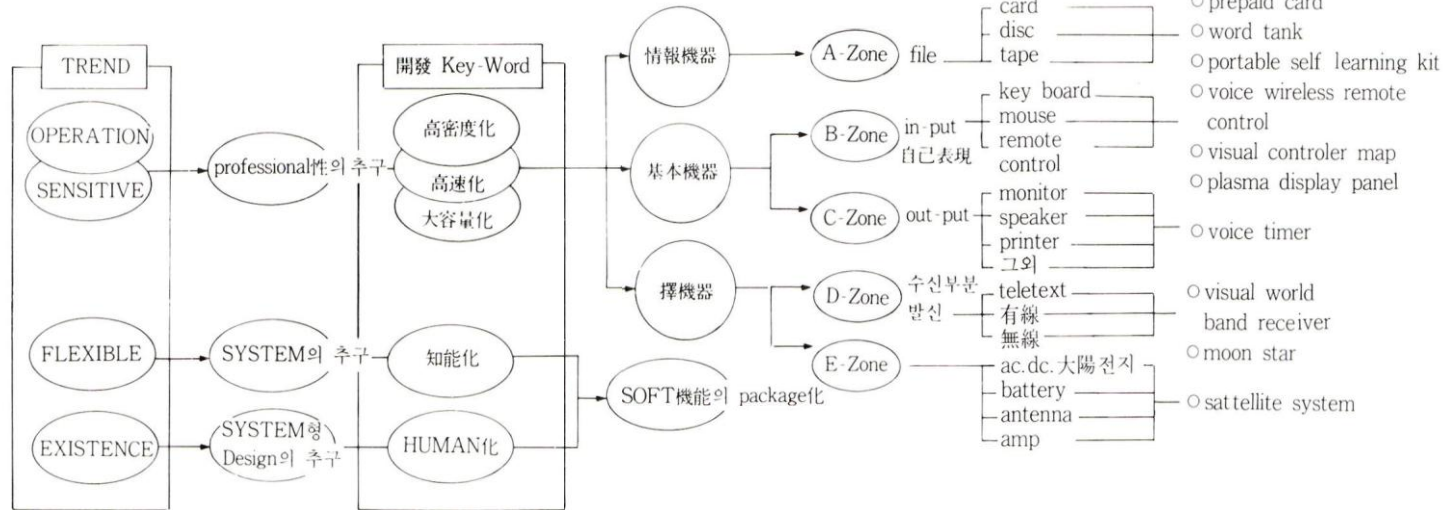 TREND
OPERATION
SENSITIVE
FLEXIBLE
EXISTENCE
professional性의 추구
SYSTEM의 추구
SYSTEM형
Design의 추구
開發 Key-Word
高密度化
高速化
大容量化
知能化
HUMAN化
情報機器
基本機器
擇機器
SOFT機能의 package化
A-Zone
file
card
disc
tape
B-Zone
in-put
自己表現
key board
mouse
remote
control
C-Zone
out-put
monitor
speaker
printer
그외
D-Zone
수신부분
발신
teletext
有線
無線
E-Zone
ac.dc.大陽전지
battery
antenna
amp
○ prepaid card
○ word tank
○ portable self learning kit
○ voice wireless remote
control
○ visual controler map
○ plasma display panel
○ voice timer
○ visual world
band receiver
○ moon star
○ sattellite system